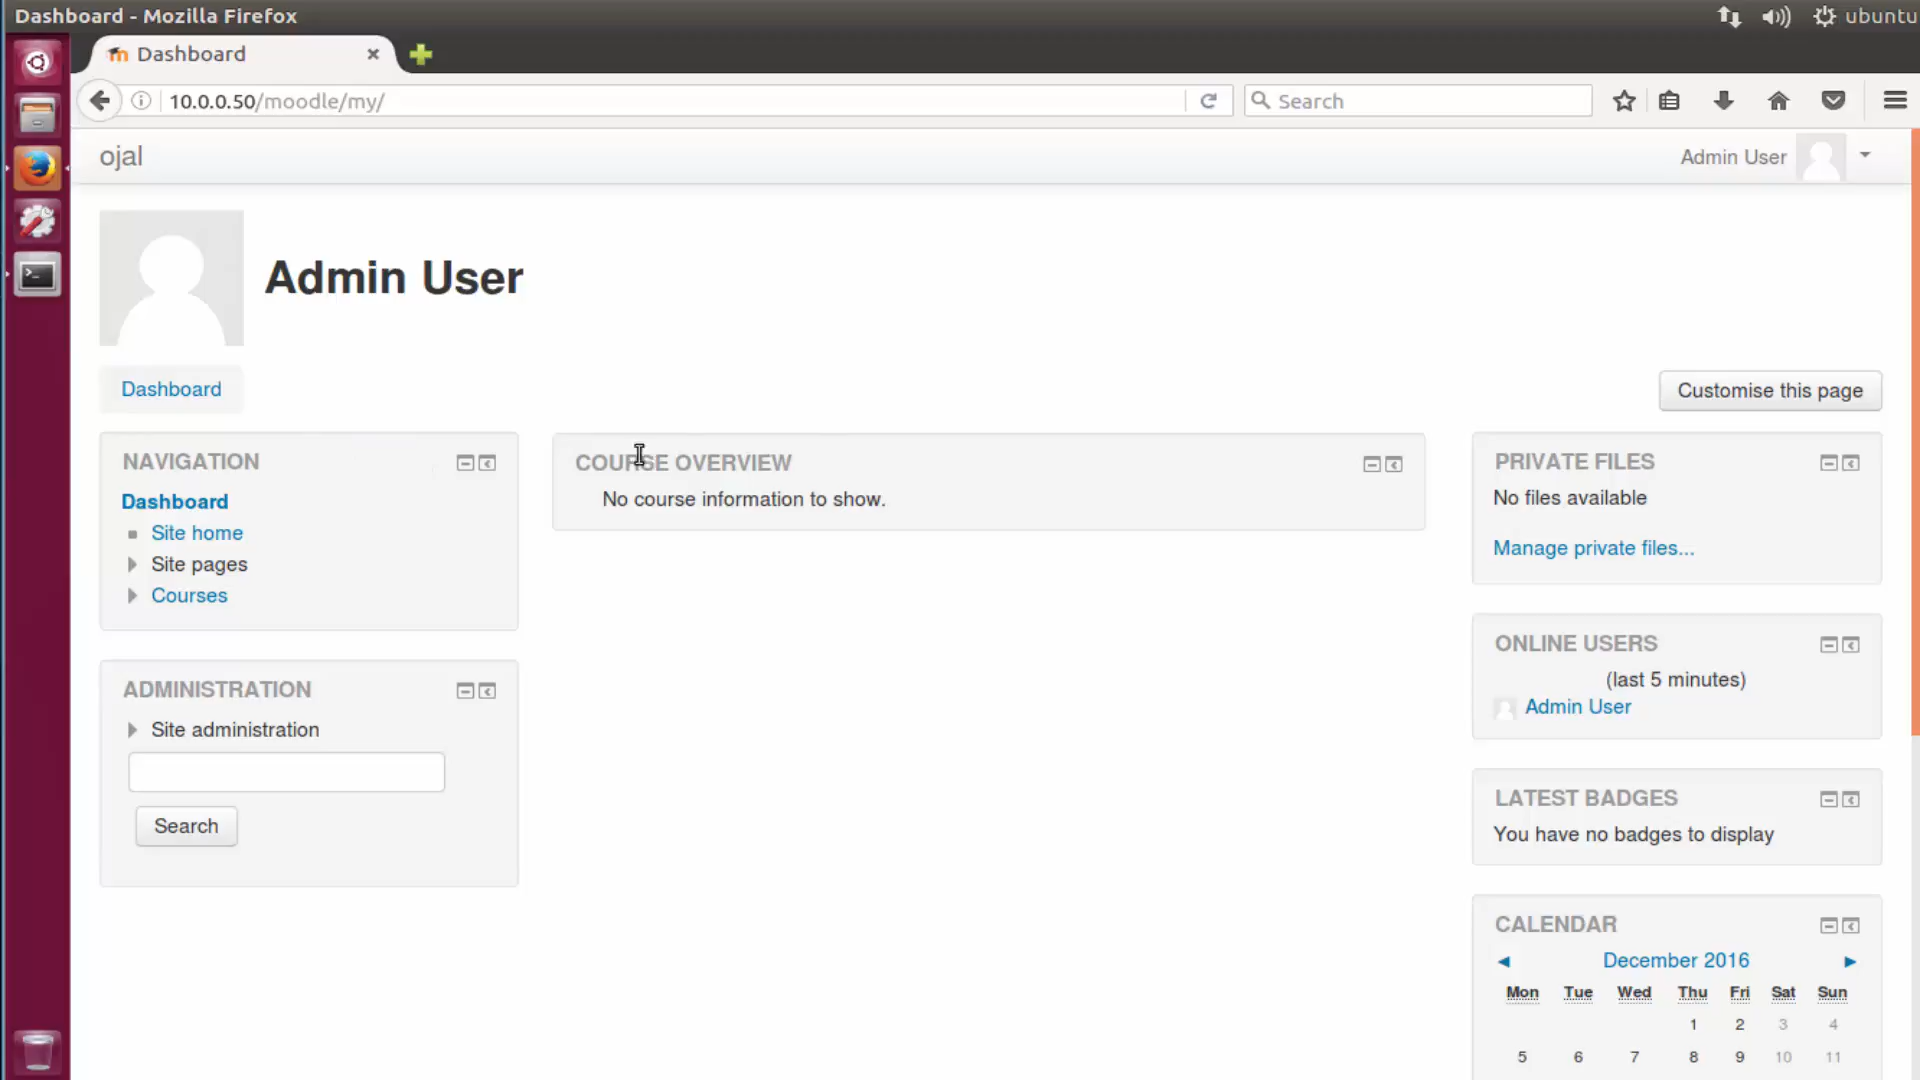 Dashboard - Mozilla Firefox
ubuntu
Dashboard
10.0.0.50/moodle/my/
Search
ojal
Admin User
Admin User
Dashboard
Customise this page
NAVIGATION
Dashboard
Site home
Site pages
Courses
ADMINISTRATION
Site administration
Search
COURSE OVERVIEW
No course information to show.
PRIVATE FILES
No files available
Manage private files...
ONLINE USERS
(last 5 minutes)
Admin User
LATEST BADGES
You have no badges to display
CALENDAR
◄ December 2016 ►
Mon Tue Wed Thu Fri Sat Sun
1 2 3 4
5 6 7 8 9 10 11